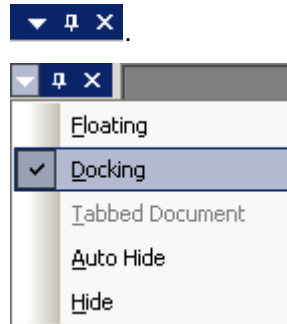 .
Floating
Docking
Tabbed Document
Auto Hide
Hide